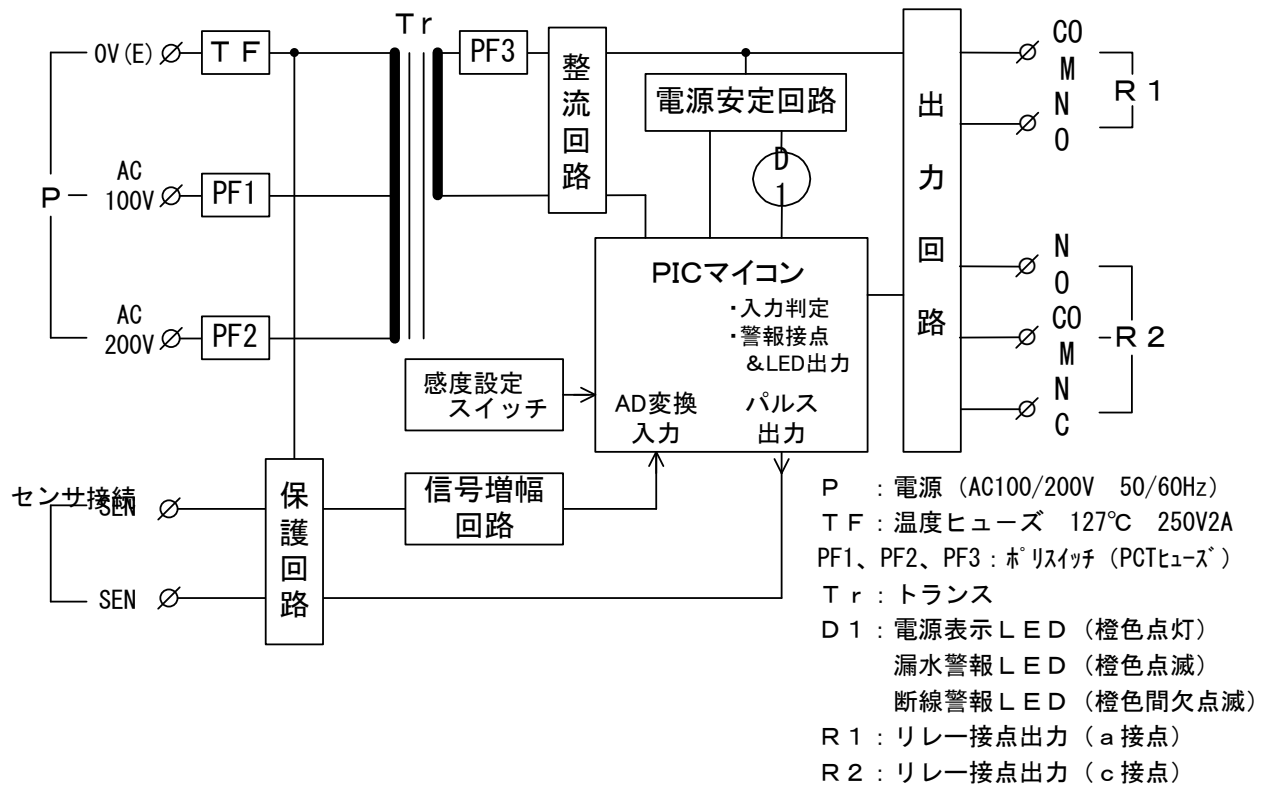 Tr
0V(E)
TF
PF3
整流回路
電源安定回路
D1
出力回路
COM
NO
R1
P
AC
100V
PF1
AC
200V
PF2
PICマイコン
・入力判定
・警報接点
&LED出力
AD変換
入力
パルス
出力
感度設定
スイッチ
NO
COM
NC
R2
センサ接続
SEN
SEN
保護回路
信号増幅
回路
P ：電源（AC100/200V 50/60Hz）
TF：温度ヒューズ 127℃ 250V2A
PF1、PF2、PF3：ﾎﾟﾘｽｲｯﾁ（PCTﾋｭｰｽﾞ）
Tr：トランス
D1：電源表示LED（橙色点灯）
漏水警報LED（橙色点滅）
断線警報LED（橙色間欠点滅）
R1：リレー接点出力（a接点）
R2：リレー接点出力（c接点）